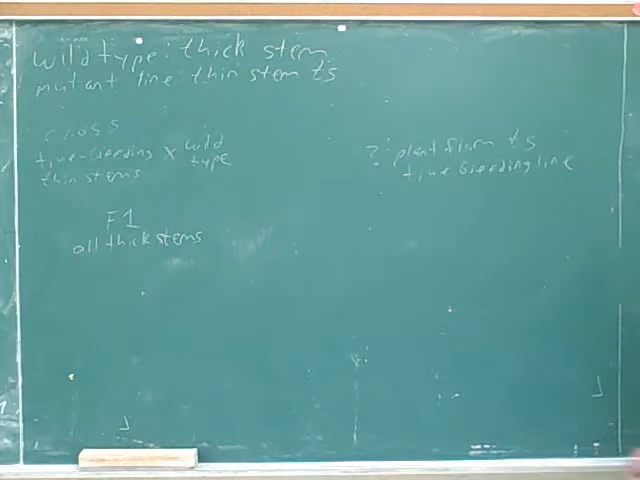 wild type: thick stem
mutant line thin stem ts
cross
true-breeding x wild type
thin stems
F1
all thick stems
?: plant from ts
true breeding line